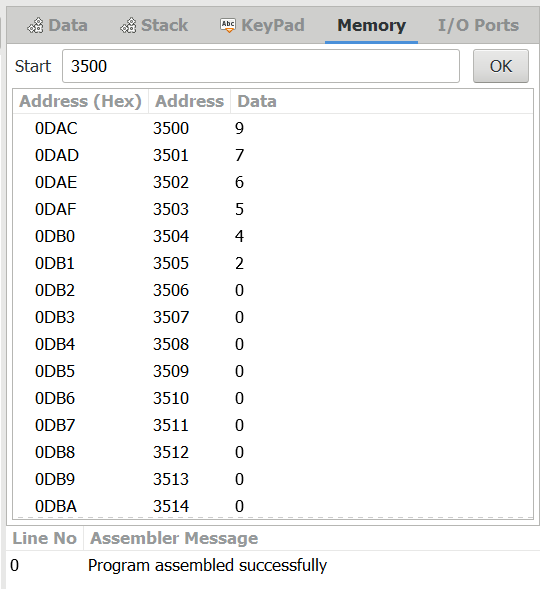 Data Stack Abc KeyPad Memory I/O Ports
Start 3500 OK
Address (Hex) Address Data
0DAC 3500 9
0DAD 3501 7
0DAE 3502 6
0DAF 3503 5
0DB0 3504 4
0DB1 3505 2
0DB2 3506 0
0DB3 3507 0
0DB4 3508 0
0DB5 3509 0
0DB6 3510 0
0DB7 3511 0
0DB8 3512 0
0DB9 3513 0
0DBA 3514 0
Line No Assembler Message
0 Program assembled successfully